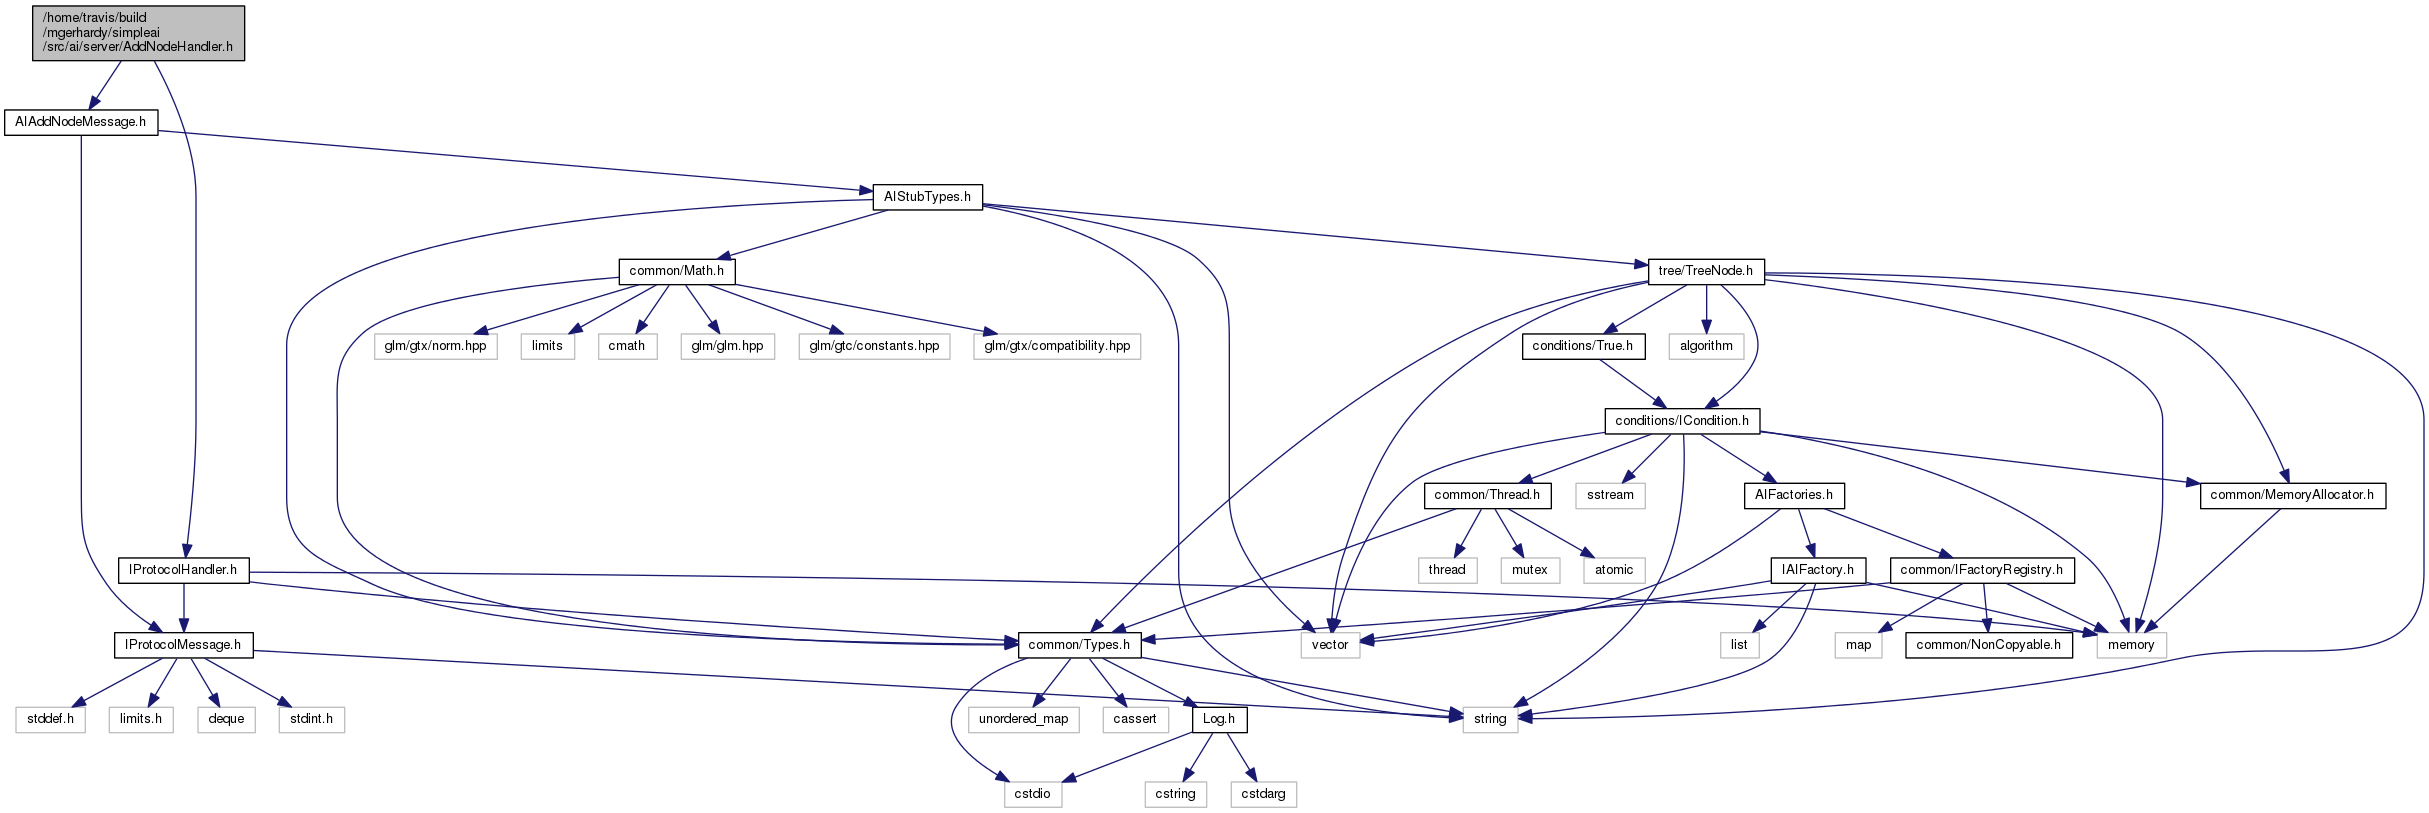 /home/travis/build
/mgerhardy/simpleai
/src/ai/server/AddNodeHandler.h
AIAddNodeMessage.h
AIStubTypes.h
common/Math.h
tree/TreeNode.h
glm/gtx/norm.hpp
limits
cmath
glm/glm.hpp
glm/gtc/constants.hpp
glm/gtx/compatibility.hpp
conditions/True.h
algorithm
conditions/ICondition.h
common/Thread.h
sstream
AIFactories.h
common/MemoryAllocator.h
IProtocolHandler.h
thread
mutex
atomic
IAIFactory.h
common/IFactoryRegistry.h
IProtocolMessage.h
common/Types.h
vector
list
map
common/NonCopyable.h
memory
stddef.h
limits.h
deque
stdint.h
unordered_map
cassert
Log.h
string
cstdio
cstring
cstdarg